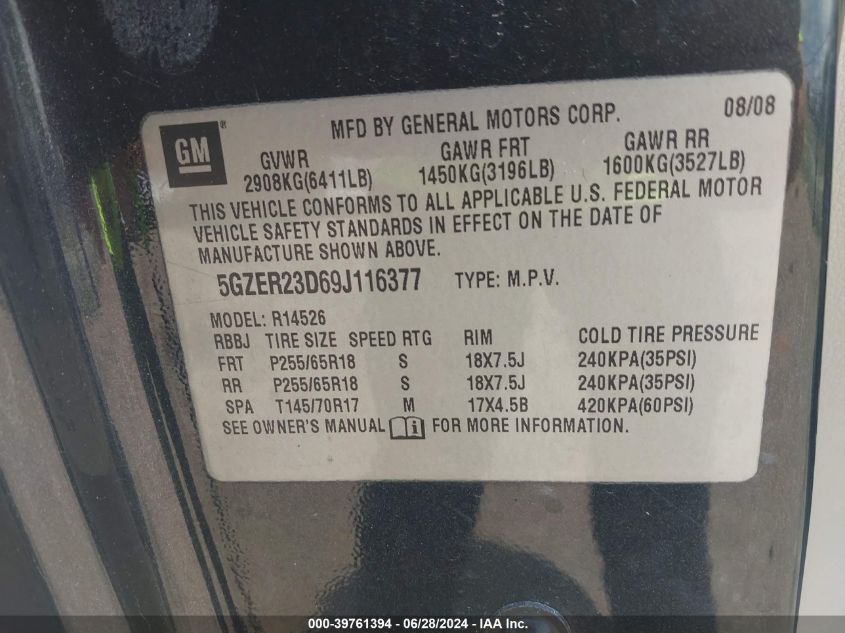 GM®
MFD BY GENERAL MOTORS CORP. 08/08
GVWR GAWR FRT GAWR RR
2908KG(6411LB) 1450KG(3196LB) 1600KG(3527LB)
THIS VEHICLE CONFORMS TO ALL APPLICABLE U.S. FEDERAL MOTOR
VEHICLE SAFETY STANDARDS IN EFFECT ON THE DATE OF
MANUFACTURE SHOWN ABOVE.
5GZER23D69J116377 TYPE: M.P.V.
MODEL: R14526
RBBJ TIRE SIZE SPEED RTG RIM COLD TIRE PRESSURE
FRT P255/65R18 S 18X7.5J 240KPA(35PSI)
RR P255/65R18 S 18X7.5J 240KPA(35PSI)
SPA T145/70R17 M 17X4.5B 420KPA(60PSI)
SEE OWNER'S MANUAL i FOR MORE INFORMATION.
000-39761394 - 06/28/2024 - IAA Inc.